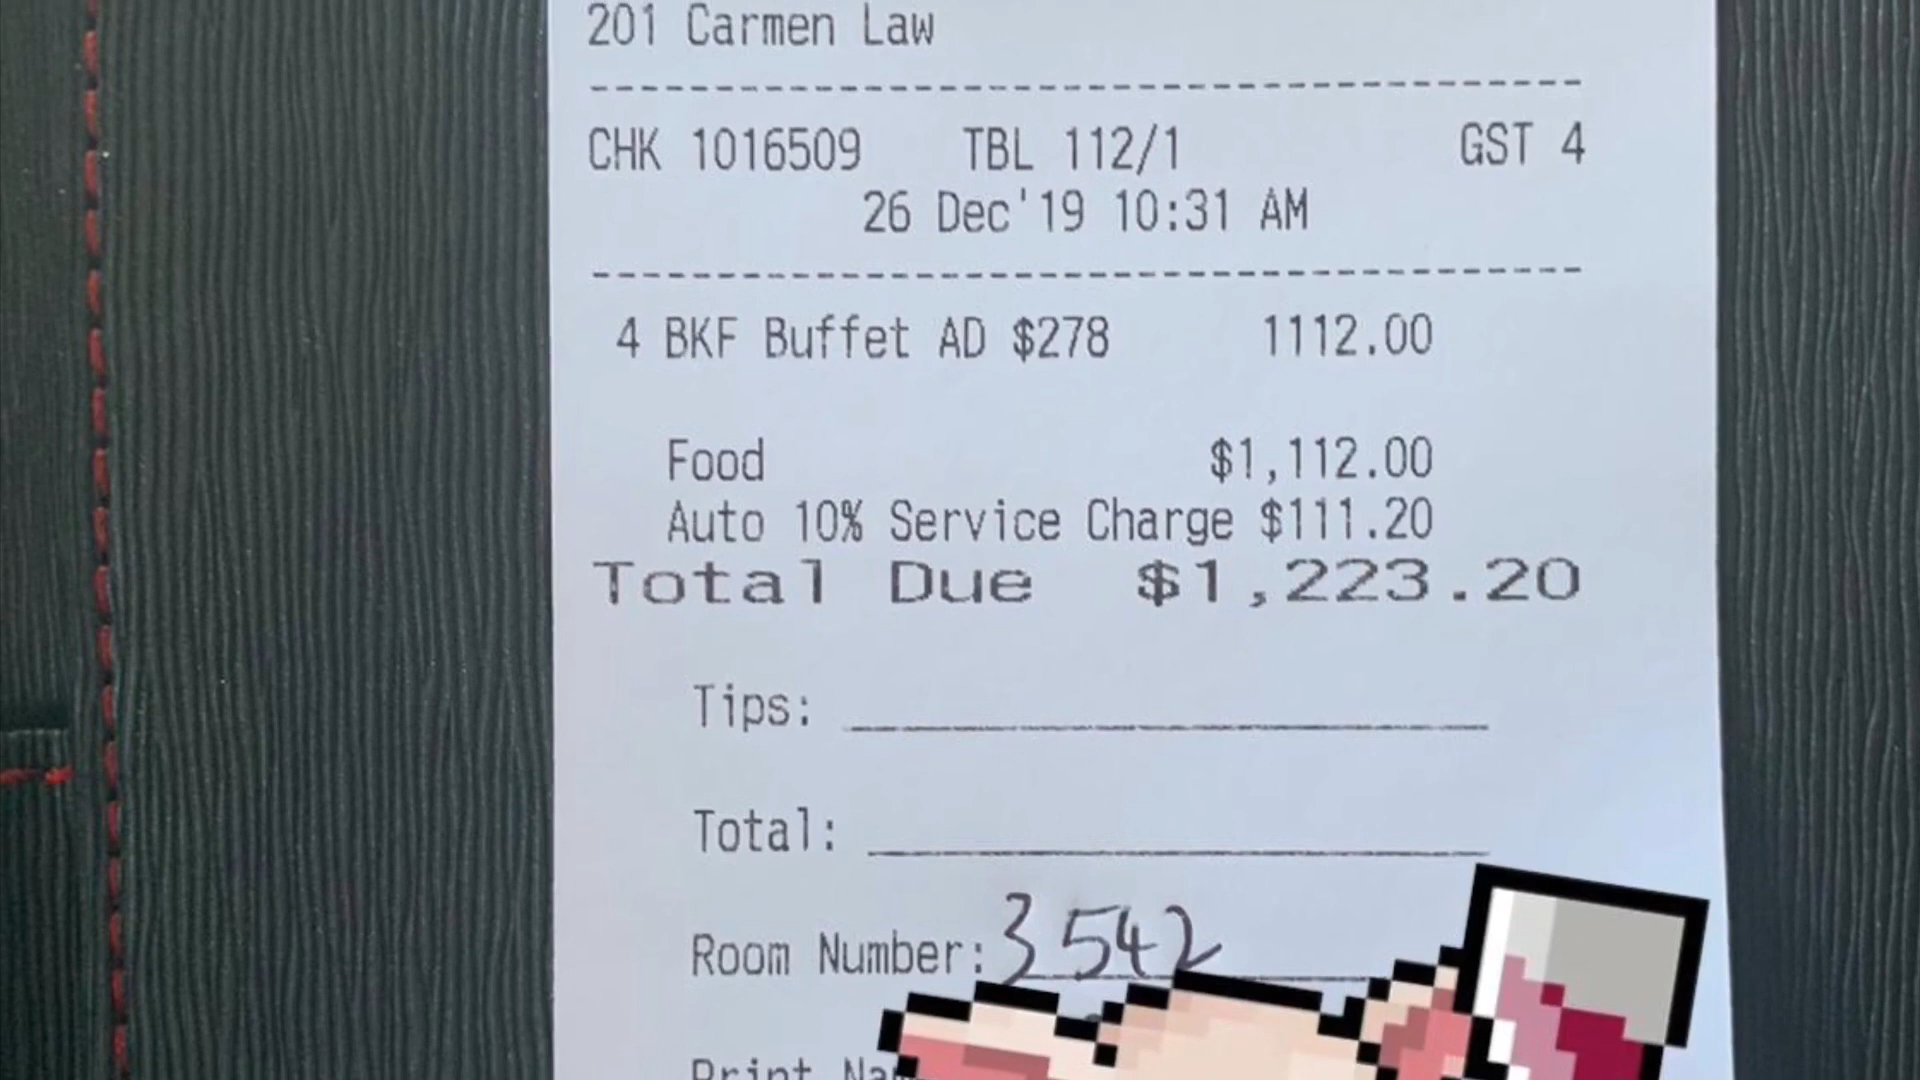 201 Carmen Law
CHK 1016509 TBL 112/1 GST 4
26 Dec'19 10:31 AM
4 BKF Buffet AD $278 1112.00
Food $1,112.00
Auto 10% Service Charge $111.20
Total Due $1,223.20
Tips:
Total:
Room Number: 3542
Print